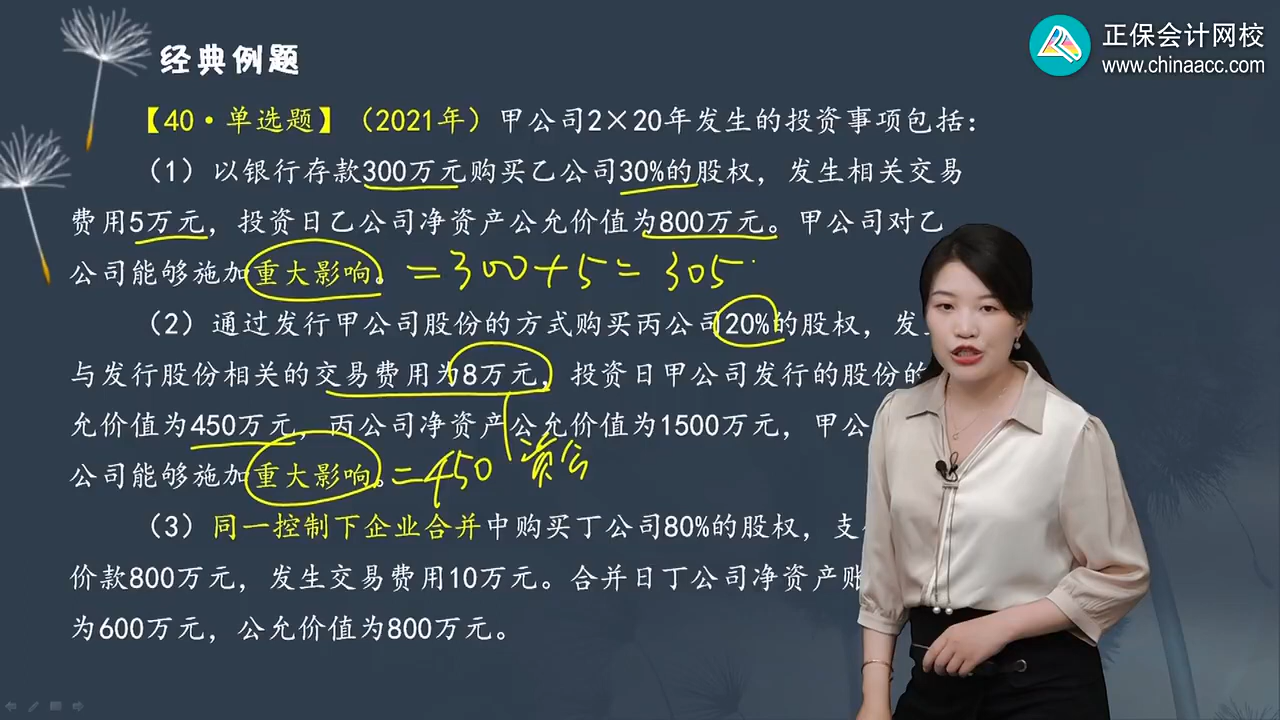 正保会计网校
www.chinaacc.com
经典例题
【40·单选题】（2021年）甲公司2×20年发生的投资事项包括：
（1）以银行存款300万元购买乙公司30%的股权，发生相关交易
费用5万元，投资日乙公司净资产公允价值为800万元。甲公司对乙
公司能够施加重大影响。=300+5=305
（2）通过发行甲公司股份的方式购买丙公司20%的股权，发
与发行股份相关的交易费用为8万元，投资日甲公司发行的股份的
允价值为450万元，丙公司净资产公允价值为1500万元，甲公
公司能够施加重大影响。=450 资公
（3）同一控制下企业合并中购买丁公司80%的股权，支
价款800万元，发生交易费用10万元。合并日丁公司净资产账
为600万元，公允价值为800万元。